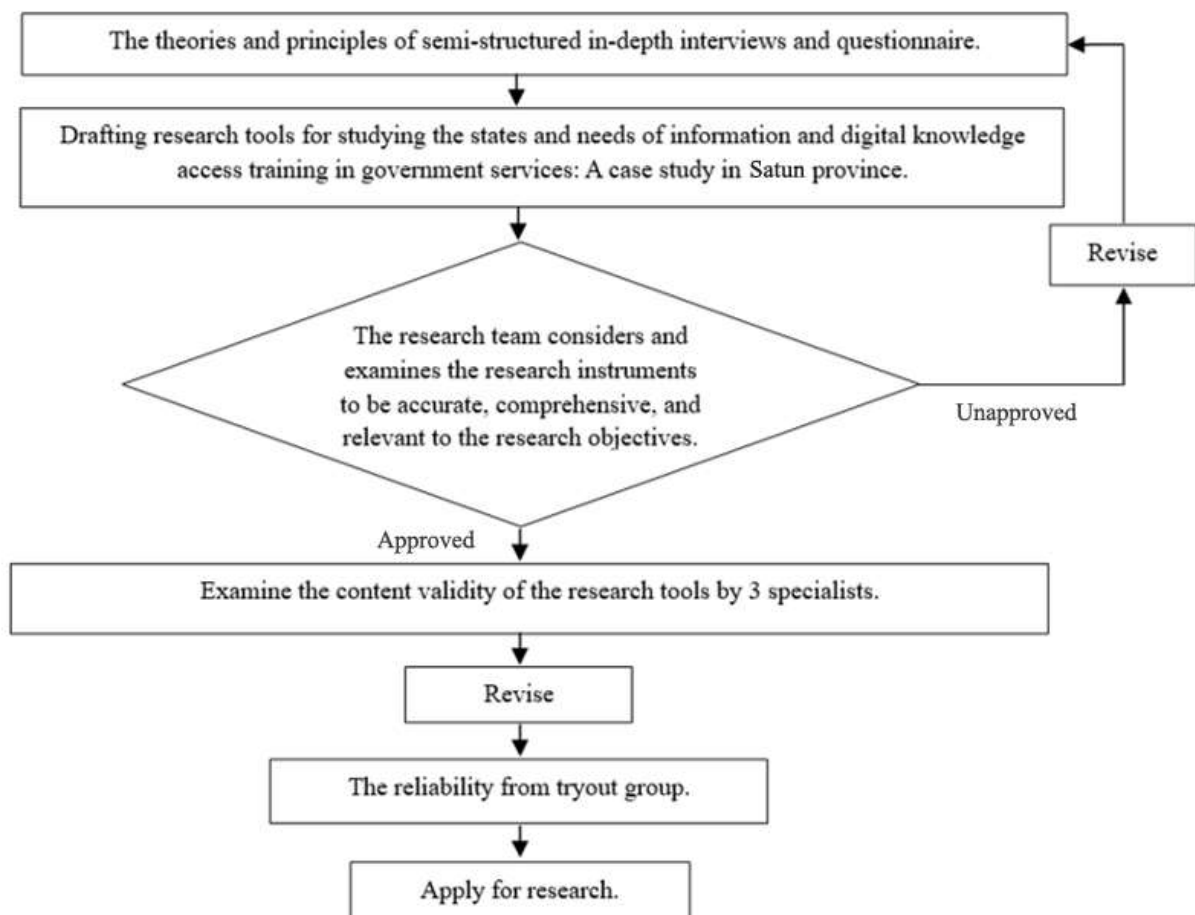 The theories and principles of semi-structured in-depth interviews and questionnaire.
Drafting research tools for studying the states and needs of information and digital knowledge
access training in government services: A case study in Satun province.
Revise
The research team considers and
examines the research instruments
to be accurate, comprehensive, and
relevant to the research objectives.
Unapproved
Approved
Examine the content validity of the research tools by 3 specialists.
Revise
The reliability from tryout group.
Apply for research.